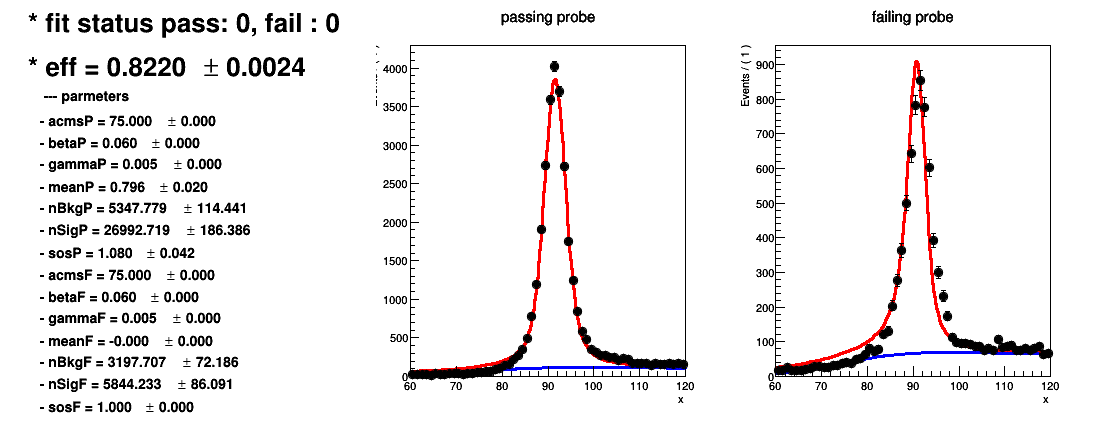 * fit status pass: 0, fail : 0
* eff = 0.8220 ± 0.0024
--- parmeters
- acmsP = 75.000 ± 0.000
- betaP = 0.060 ± 0.000
- gammaP = 0.005 ± 0.000
- meanP = 0.796 ± 0.020
- nBkgP = 5347.779 ± 114.441
- nSigP = 26992.719 ± 186.386
- sosP = 1.080 ± 0.042
- acmsF = 75.000 ± 0.000
- betaF = 0.060 ± 0.000
- gammaF = 0.005 ± 0.000
- meanF = -0.000 ± 0.000
- nBkgF = 3197.707 ± 72.186
- nSigF = 5844.233 ± 86.091
- sosF = 1.000 ± 0.000
passing probe
4000
3500
3000
2500
2000
1500
1000
500
0
60 70 80 90 100 110 120
x
failing probe
Events / ( 1 )
900
800
700
600
500
400
300
200
100
0
60 70 80 90 100 110 120
x